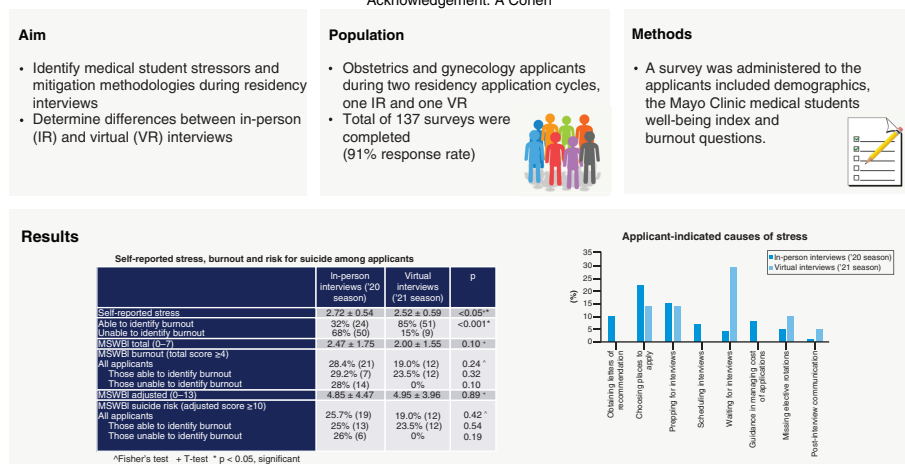 Acknowledgement: A Cohen
Aim
• Identify medical student stressors and
mitigation methodologies during residency
interviews
• Determine differences between in-person
(IR) and virtual (VR) interviews
Population
• Obstetrics and gynecology applicants
during two residency application cycles,
one IR and one VR
• Total of 137 surveys were
completed
(91% response rate)
Methods
• A survey was administered to the
applicants included demographics,
the Mayo Clinic medical students
well-being index and
burnout questions.
Results
Self-reported stress, burnout and risk for suicide among applicants
In-person interviews ('20 season) Virtual interviews ('21 season) p
Self-reported stress 2.72 ± 0.54 2.52 ± 0.59 <0.05⁺*
Able to identify burnout 32% (24) 85% (51) <0.001*
Unable to identify burnout 68% (50) 15% (9)
MSWBI total (0–7) 2.47 ± 1.75 2.00 ± 1.55 0.10 ⁺
MSWBI burnout (total score ≥4)
All applicants 28.4% (21) 19.0% (12) 0.24 ^
Those able to identify burnout 29.2% (7) 23.5% (12) 0.32
Those unable to identify burnout 28% (14) 0% 0.10
MSWBI adjusted (0–13) 4.85 ± 4.47 4.95 ± 3.96 0.89 ⁺
MSWBI suicide risk (adjusted score ≥10)
All applicants 25.7% (19) 19.0% (12) 0.42 ^
Those able to identify burnout 25% (13) 23.5% (12) 0.54
Those unable to identify burnout 26% (6) 0% 0.19
^Fisher's test + T-test * p < 0.05, significant
Applicant-indicated causes of stress
In-person interviews ('20 season)
Virtual interviews ('21 season)
(%)
35
30
25
20
15
10
5
0
Obtaining letters of
recommendation
Choosing places to
apply
Prepping for interviews
Scheduling interviews
Waiting for interviews
Guidance in managing cost
of applications
Missing elective rotations
Post-interview communication